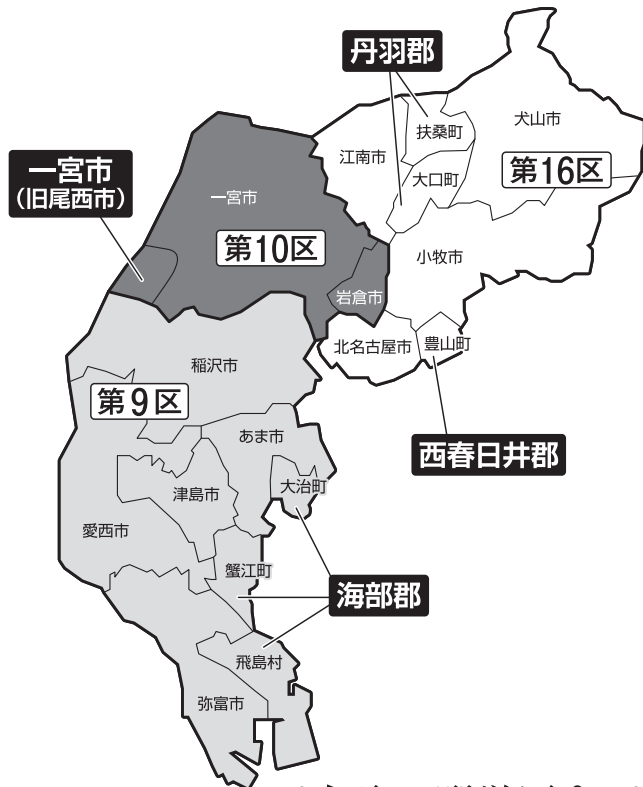 丹羽郡
犬山市
扶桑町
江南市
大口町
第16区
一宮市
(旧尾西市)
一宮市
第10区
小牧市
岩倉市
北名古屋市
豊山町
稲沢市
第9区
あま市
西春日井郡
大治町
津島市
愛西市
蟹江町
海部郡
飛島村
弥富市